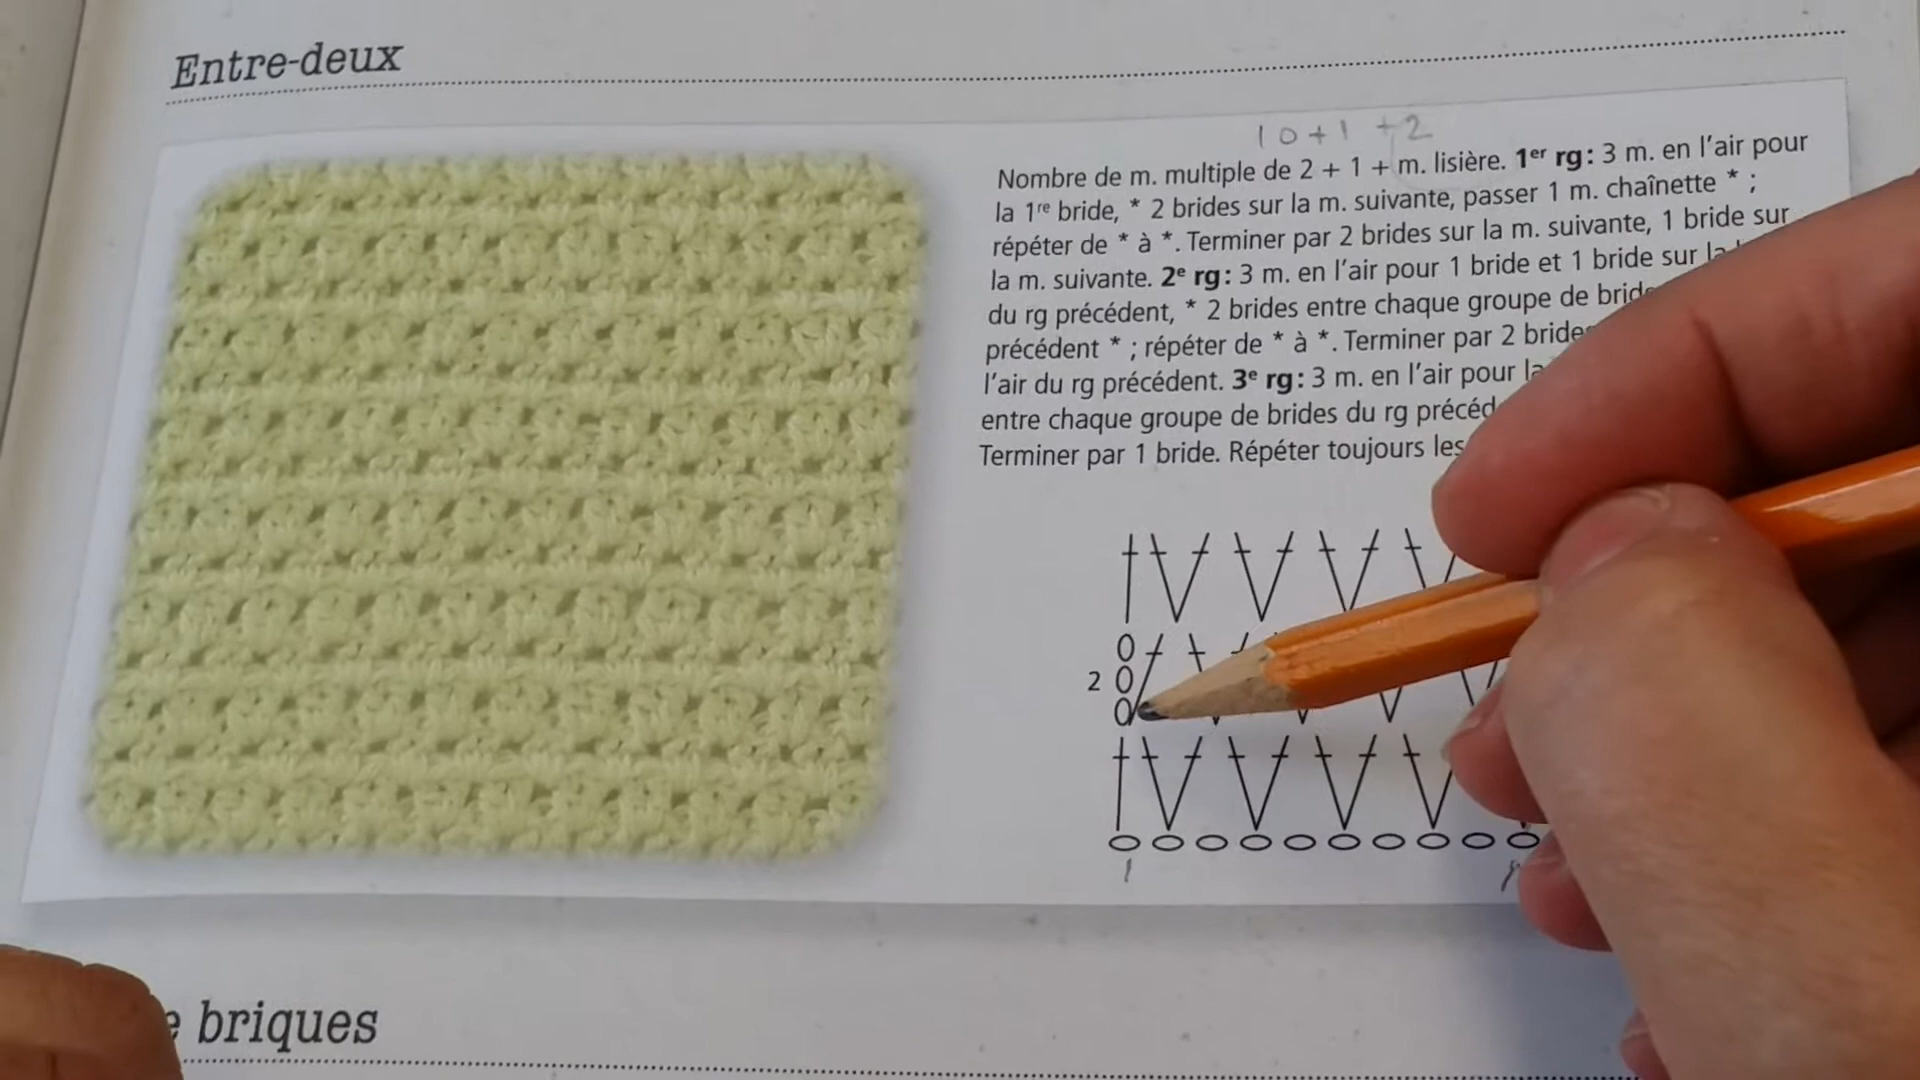 Entre-deux
10+1 +2
Nombre de m. multiple de 2 + 1 + m. lisière. 1er rg : 3 m. en l'air pour
la 1re bride, * 2 brides sur la m. suivante, passer 1 m. chaînette * ;
répéter de * à *. Terminer par 2 brides sur la m. suivante, 1 bride sur
la m. suivante. 2e rg : 3 m. en l'air pour 1 bride et 1 bride sur
du rg précédent, * 2 brides entre chaque groupe de
précédent * ; répéter de * à *. Terminer par 2
l'air du rg précédent. 3e rg : 3 m. en l'air pour
entre chaque groupe de brides du rg
Terminer par 1 bride. Répéter toujours les
2
1
briques